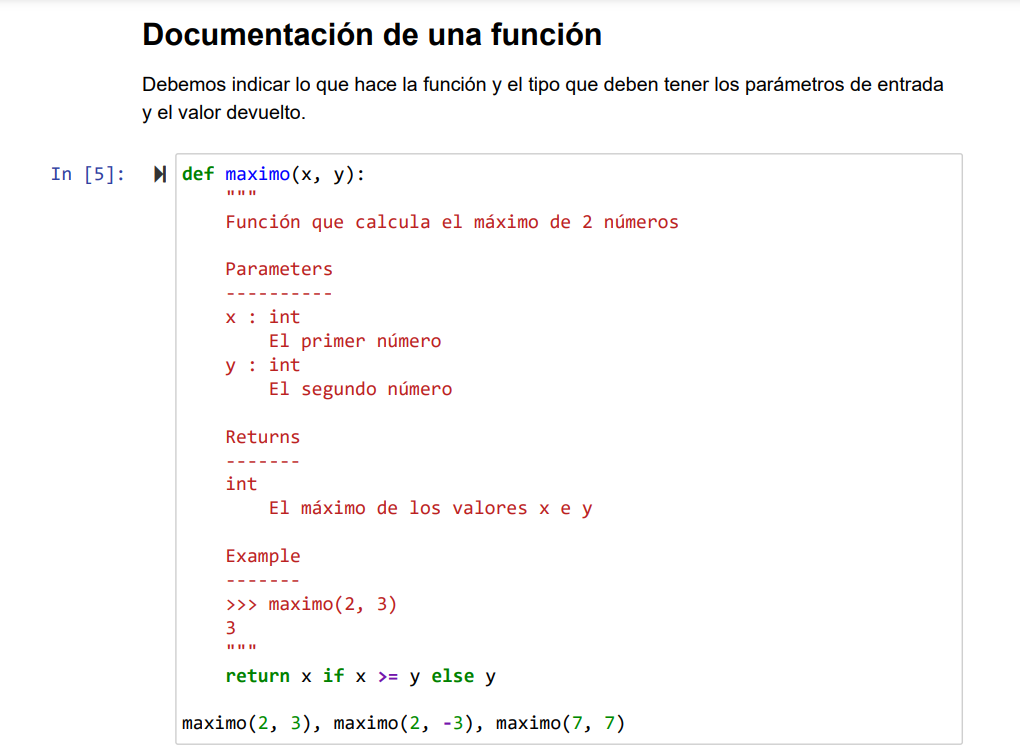 Documentación de una función
Debemos indicar lo que hace la función y el tipo que deben tener los parámetros de entrada
y el valor devuelto.
In [5]:
def maximo(x, y):
    """
    Función que calcula el máximo de 2 números

    Parameters
    ----------
    x : int
        El primer número
    y : int
        El segundo número

    Returns
    -------
    int
        El máximo de los valores x e y

    Example
    -------
    >>> maximo(2, 3)
    3
    """
    return x if x >= y else y

maximo(2, 3), maximo(2, -3), maximo(7, 7)